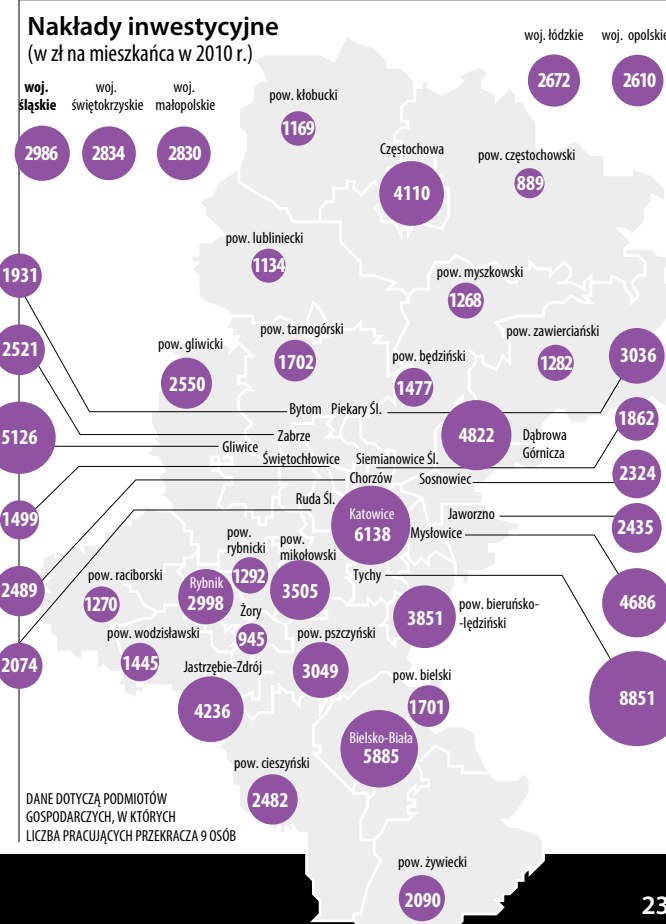 Nakłady inwestycyjne
(w zł na mieszkańca w 2010 r.)
woj. łódzkie
2672
woj. opolskie
2610
woj.
śląskie
2986
woj.
świętokrzyskie
2834
woj.
małopolskie
2830
pow. kłobucki
1169
Częstochowa
4110
pow. częstochowski
889
pow. lubliniecki
1134
pow. myszkowski
1268
1931
2521
5126
1499
2489
2074
pow. gliwicki
2550
pow. tarnogórski
1702
pow. będziński
1477
pow. zawierciański
1282
3036
1862
2324
2435
4686
8851
Bytom
Piekary Śl.
Zabrze
Gliwice
Świętochłowice
Siemianowice Śl.
4822
Dąbrowa
Górnicza
Chorzów
Sosnowiec
Ruda Śl.
Katowice
6138
Jaworzno
Mysłowice
Tychy
pow.
rybnicki
1292
pow.
mikołowski
3505
pow. raciborski
1270
Rybnik
2998
Żory
945
3851
pow. bieruńsko-
-lędziński
pow. wodzisławski
1445
Jastrzębie-Zdrój
4236
pow. pszczyński
3049
pow. bielski
1701
Bielsko-Biała
5885
pow. cieszyński
2482
DANE DOTYCZĄ PODMIOTÓW
GOSPODARCZYCH, W KTÓRYCH
LICZBA PRACUJĄCYCH PRZEKRACZA 9 OSÓB
pow. żywiecki
2090
23